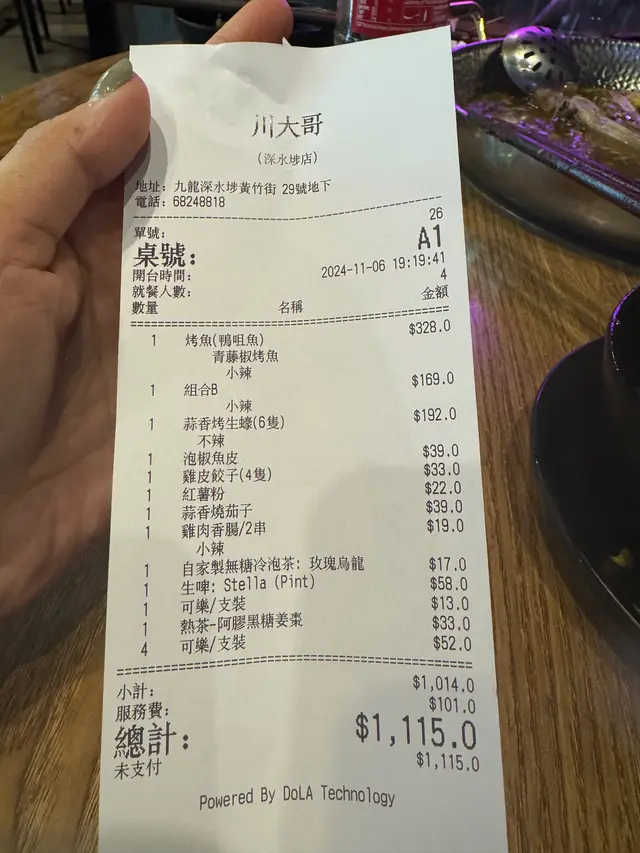 川大哥
(深水埗店)
地址: 九龍深水埗黃竹街 29號地下
電話: 68248818
單號: 26
桌號: A1
開台時間: 2024-11-06 19:19:41
就餐人數: 4
數量 名稱 金額
1 烤魚(鴨咀魚) $328.0
青藤椒烤魚
小辣
1 組合B $169.0
小辣
1 蒜香烤生蠔(6隻) $192.0
不辣
1 泡椒魚皮 $39.0
1 雞皮餃子(4隻) $33.0
1 紅薯粉 $22.0
1 蒜香燒茄子 $39.0
1 雞肉香腸/2串 $19.0
小辣
1 自家製無糖冷泡茶: 玫瑰烏龍 $17.0
1 生啤: Stella (Pint) $58.0
1 可樂/支裝 $13.0
1 熱茶-阿膠黑糖姜棗 $33.0
4 可樂/支裝 $52.0
小計: $1,014.0
服務費: $101.0
總計: $1,115.0
未支付 $1,115.0
Powered By DoLA Technology